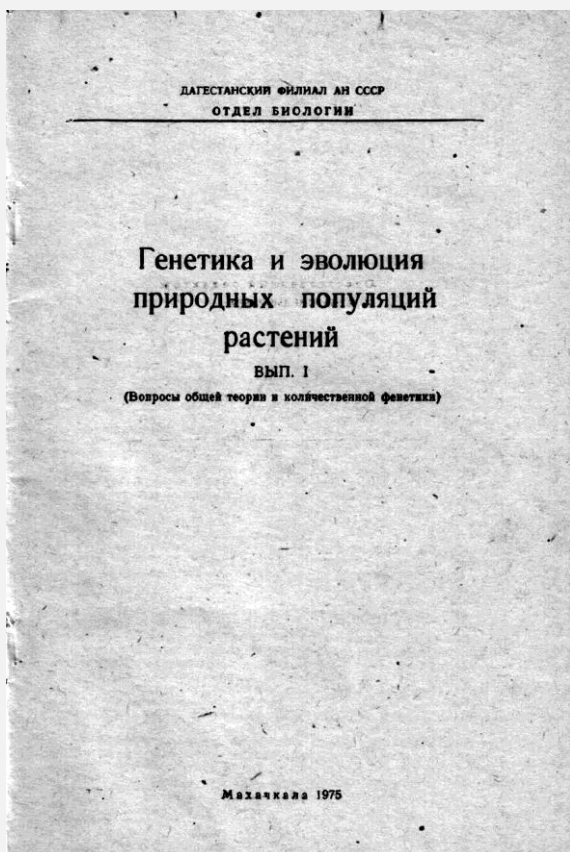 ДАГЕСТАНСКИЙ ФИЛИАЛ АН СССР
ОТДЕЛ БИОЛОГИИ
Генетика и эволюция
природных популяций
растений
ВЫП. I
(Вопросы общей теории и количественной фенетики)
Махачкала 1975